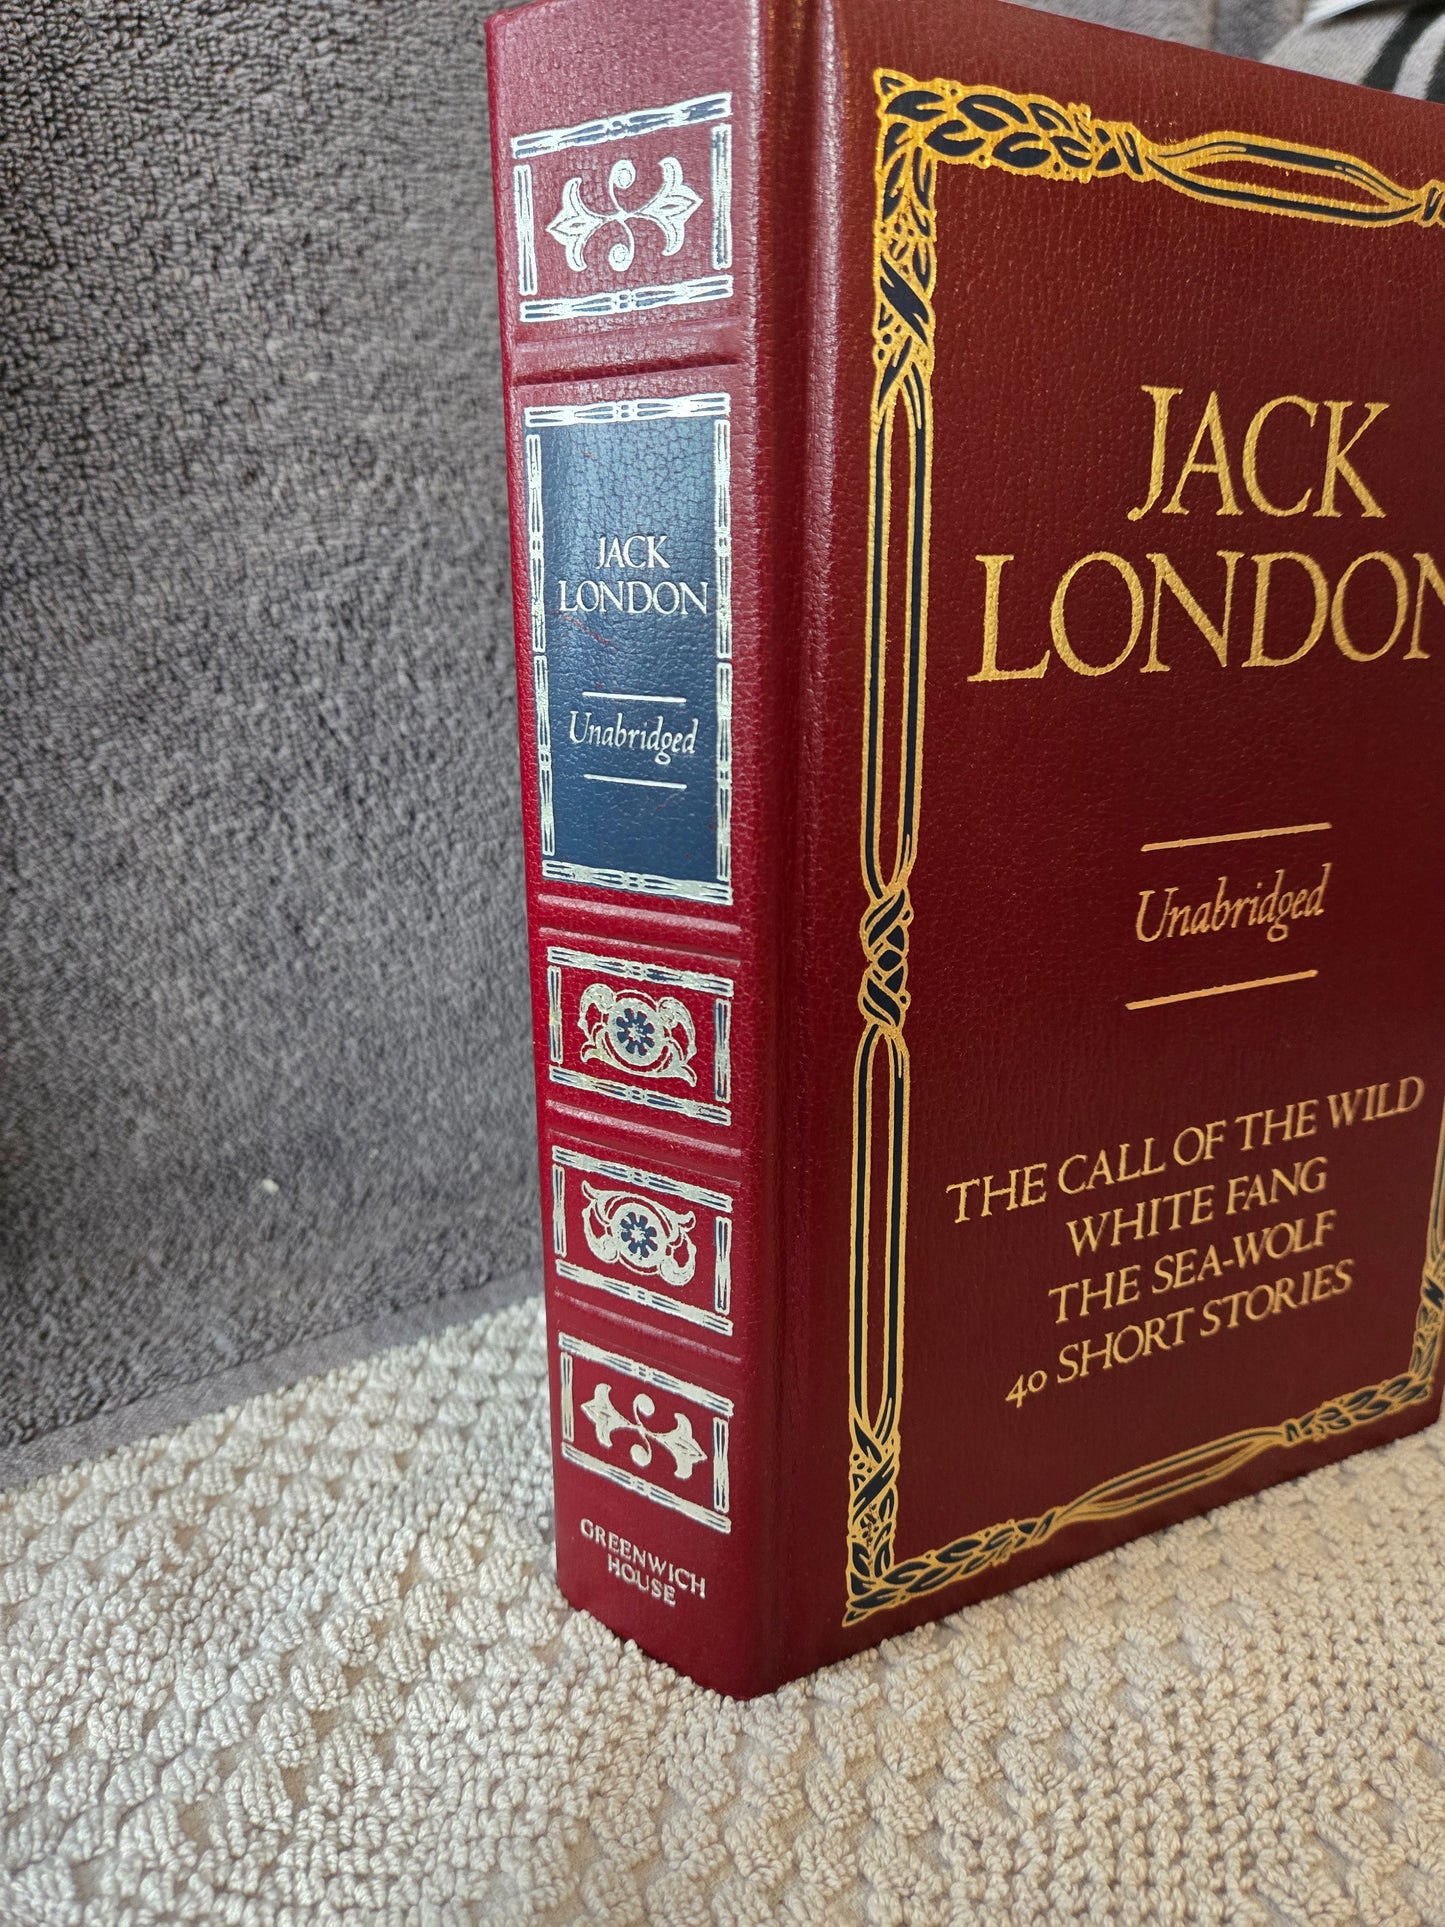 JACK
LONDON
Unabridged
GREENWICH
HOUSE
JACK
LONDON
Unabridged
THE CALL OF THE WILD
WHITE FANG
THE SEA-WOLF
40 SHORT STORIES